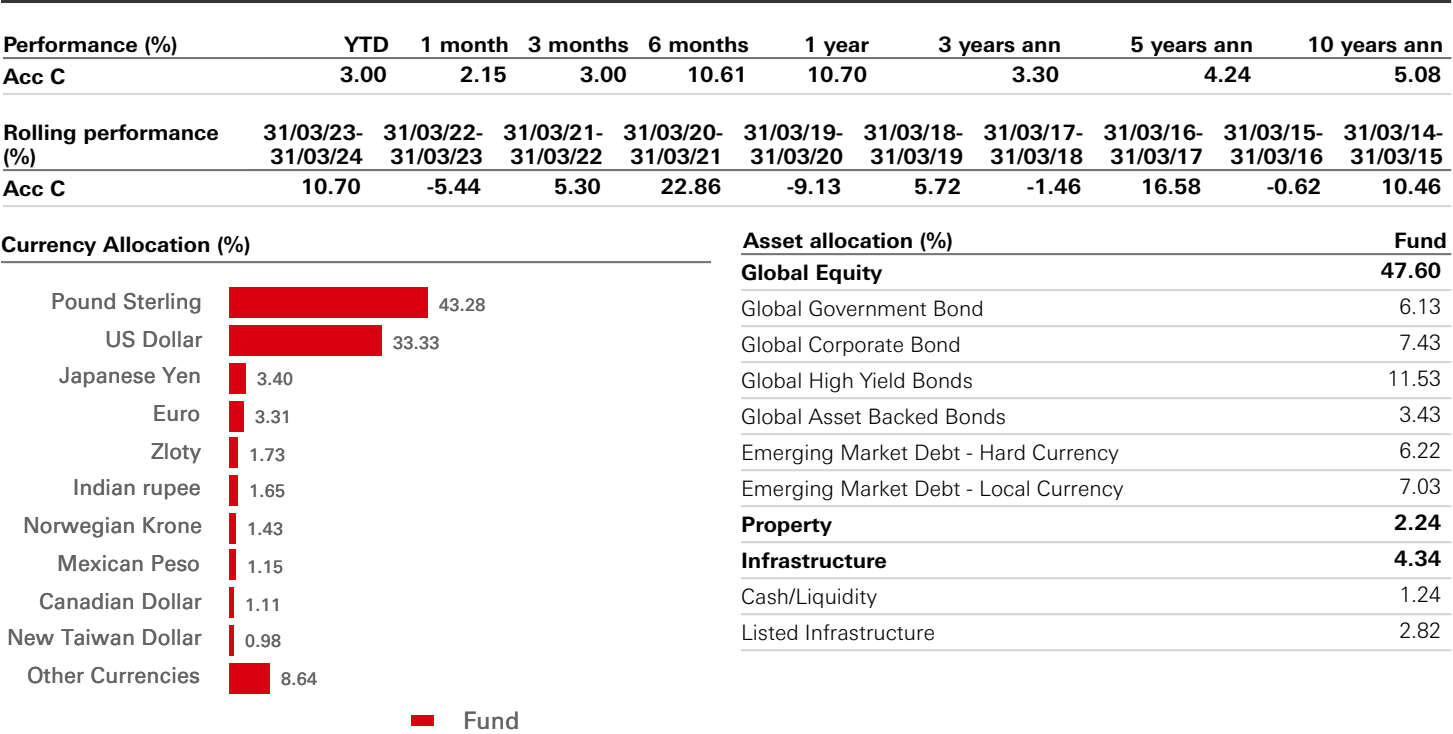 Performance (%) YTD 1 month 3 months 6 months 1 year 3 years ann 5 years ann 10 years ann
Acc C 3.00 2.15 3.00 10.61 10.70 3.30 4.24 5.08
Rolling performance (%) 31/03/23-31/03/24 31/03/22-31/03/23 31/03/21-31/03/22 31/03/20-31/03/21 31/03/19-31/03/20 31/03/18-31/03/19 31/03/17-31/03/18 31/03/16-31/03/17 31/03/15-31/03/16 31/03/14-31/03/15
Acc C 10.70 -5.44 5.30 22.86 -9.13 5.72 -1.46 16.58 -0.62 10.46
Currency Allocation (%)
Pound Sterling 43.28
US Dollar 33.33
Japanese Yen 3.40
Euro 3.31
Zloty 1.73
Indian rupee 1.65
Norwegian Krone 1.43
Mexican Peso 1.15
Canadian Dollar 1.11
New Taiwan Dollar 0.98
Other Currencies 8.64
Fund
Asset allocation (%) Fund
Global Equity 47.60
Global Government Bond 6.13
Global Corporate Bond 7.43
Global High Yield Bonds 11.53
Global Asset Backed Bonds 3.43
Emerging Market Debt - Hard Currency 6.22
Emerging Market Debt - Local Currency 7.03
Property 2.24
Infrastructure 4.34
Cash/Liquidity 1.24
Listed Infrastructure 2.82